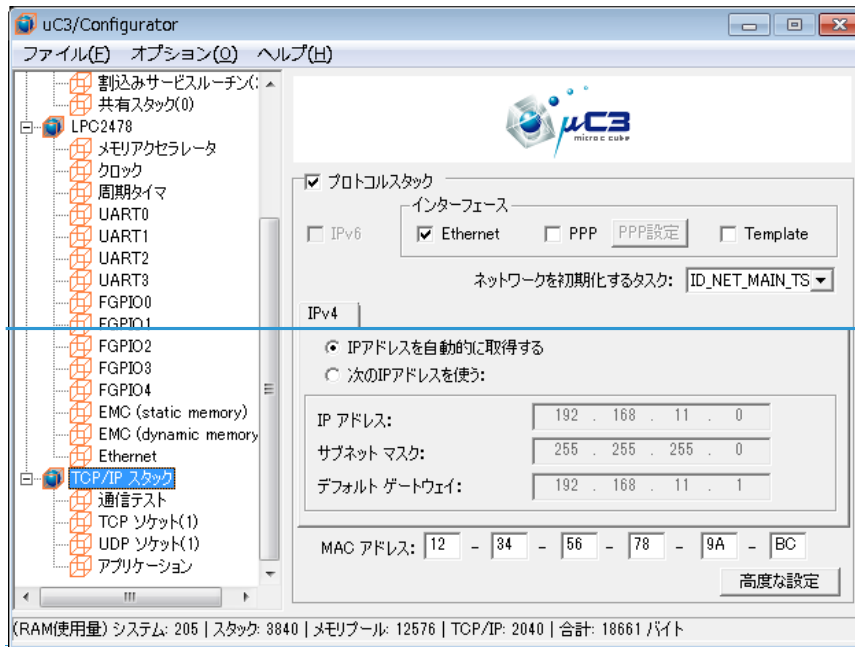 uC3/Configurator
ファイル(F) オプション(O) ヘルプ(H)
割込みサービスルーチン(
共有スタック(0)
LPC2478
メモリアクセラレータ
クロック
周期タイマ
UART0
UART1
UART2
UART3
FGPIO0
FGPIO1
FGPIO2
FGPIO3
FGPIO4
EMC (static memory)
EMC (dynamic memory
Ethernet
TCP/IP スタック
通信テスト
TCP ソケット(1)
UDP ソケット(1)
アプリケーション
μC3
micro c cube
プロトコルスタック
インターフェース
IPv6 Ethernet PPP PPP設定 Template
ネットワークを初期化するタスク: ID_NET_MAIN_TS
IPv4
IPアドレスを自動的に取得する
次のIPアドレスを使う:
IP アドレス: 192 . 168 . 11 . 0
サブネット マスク: 255 . 255 . 255 . 0
デフォルト ゲートウェイ: 192 . 168 . 11 . 1
MAC アドレス: 12 - 34 - 56 - 78 - 9A - BC
高度な設定
(RAM使用量) システム: 205 | スタック: 3840 | メモリプール: 12576 | TCP/IP: 2040 | 合計: 18661 バイト